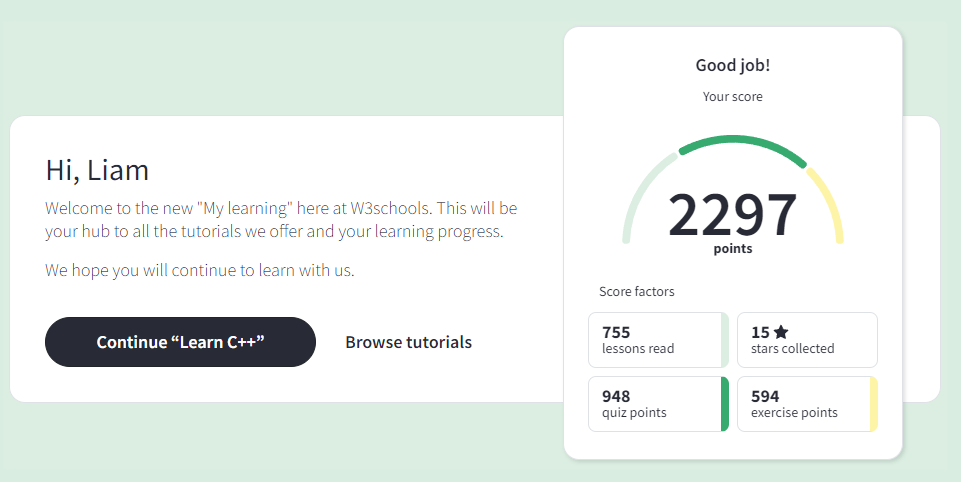 Hi, Liam
Welcome to the new "My learning" here at W3schools. This will be
your hub to all the tutorials we offer and your learning progress.
We hope you will continue to learn with us.
Continue “Learn C++”
Browse tutorials
Good job!
Your score
2297
points
Score factors
755
lessons read
15 ★
stars collected
948
quiz points
594
exercise points